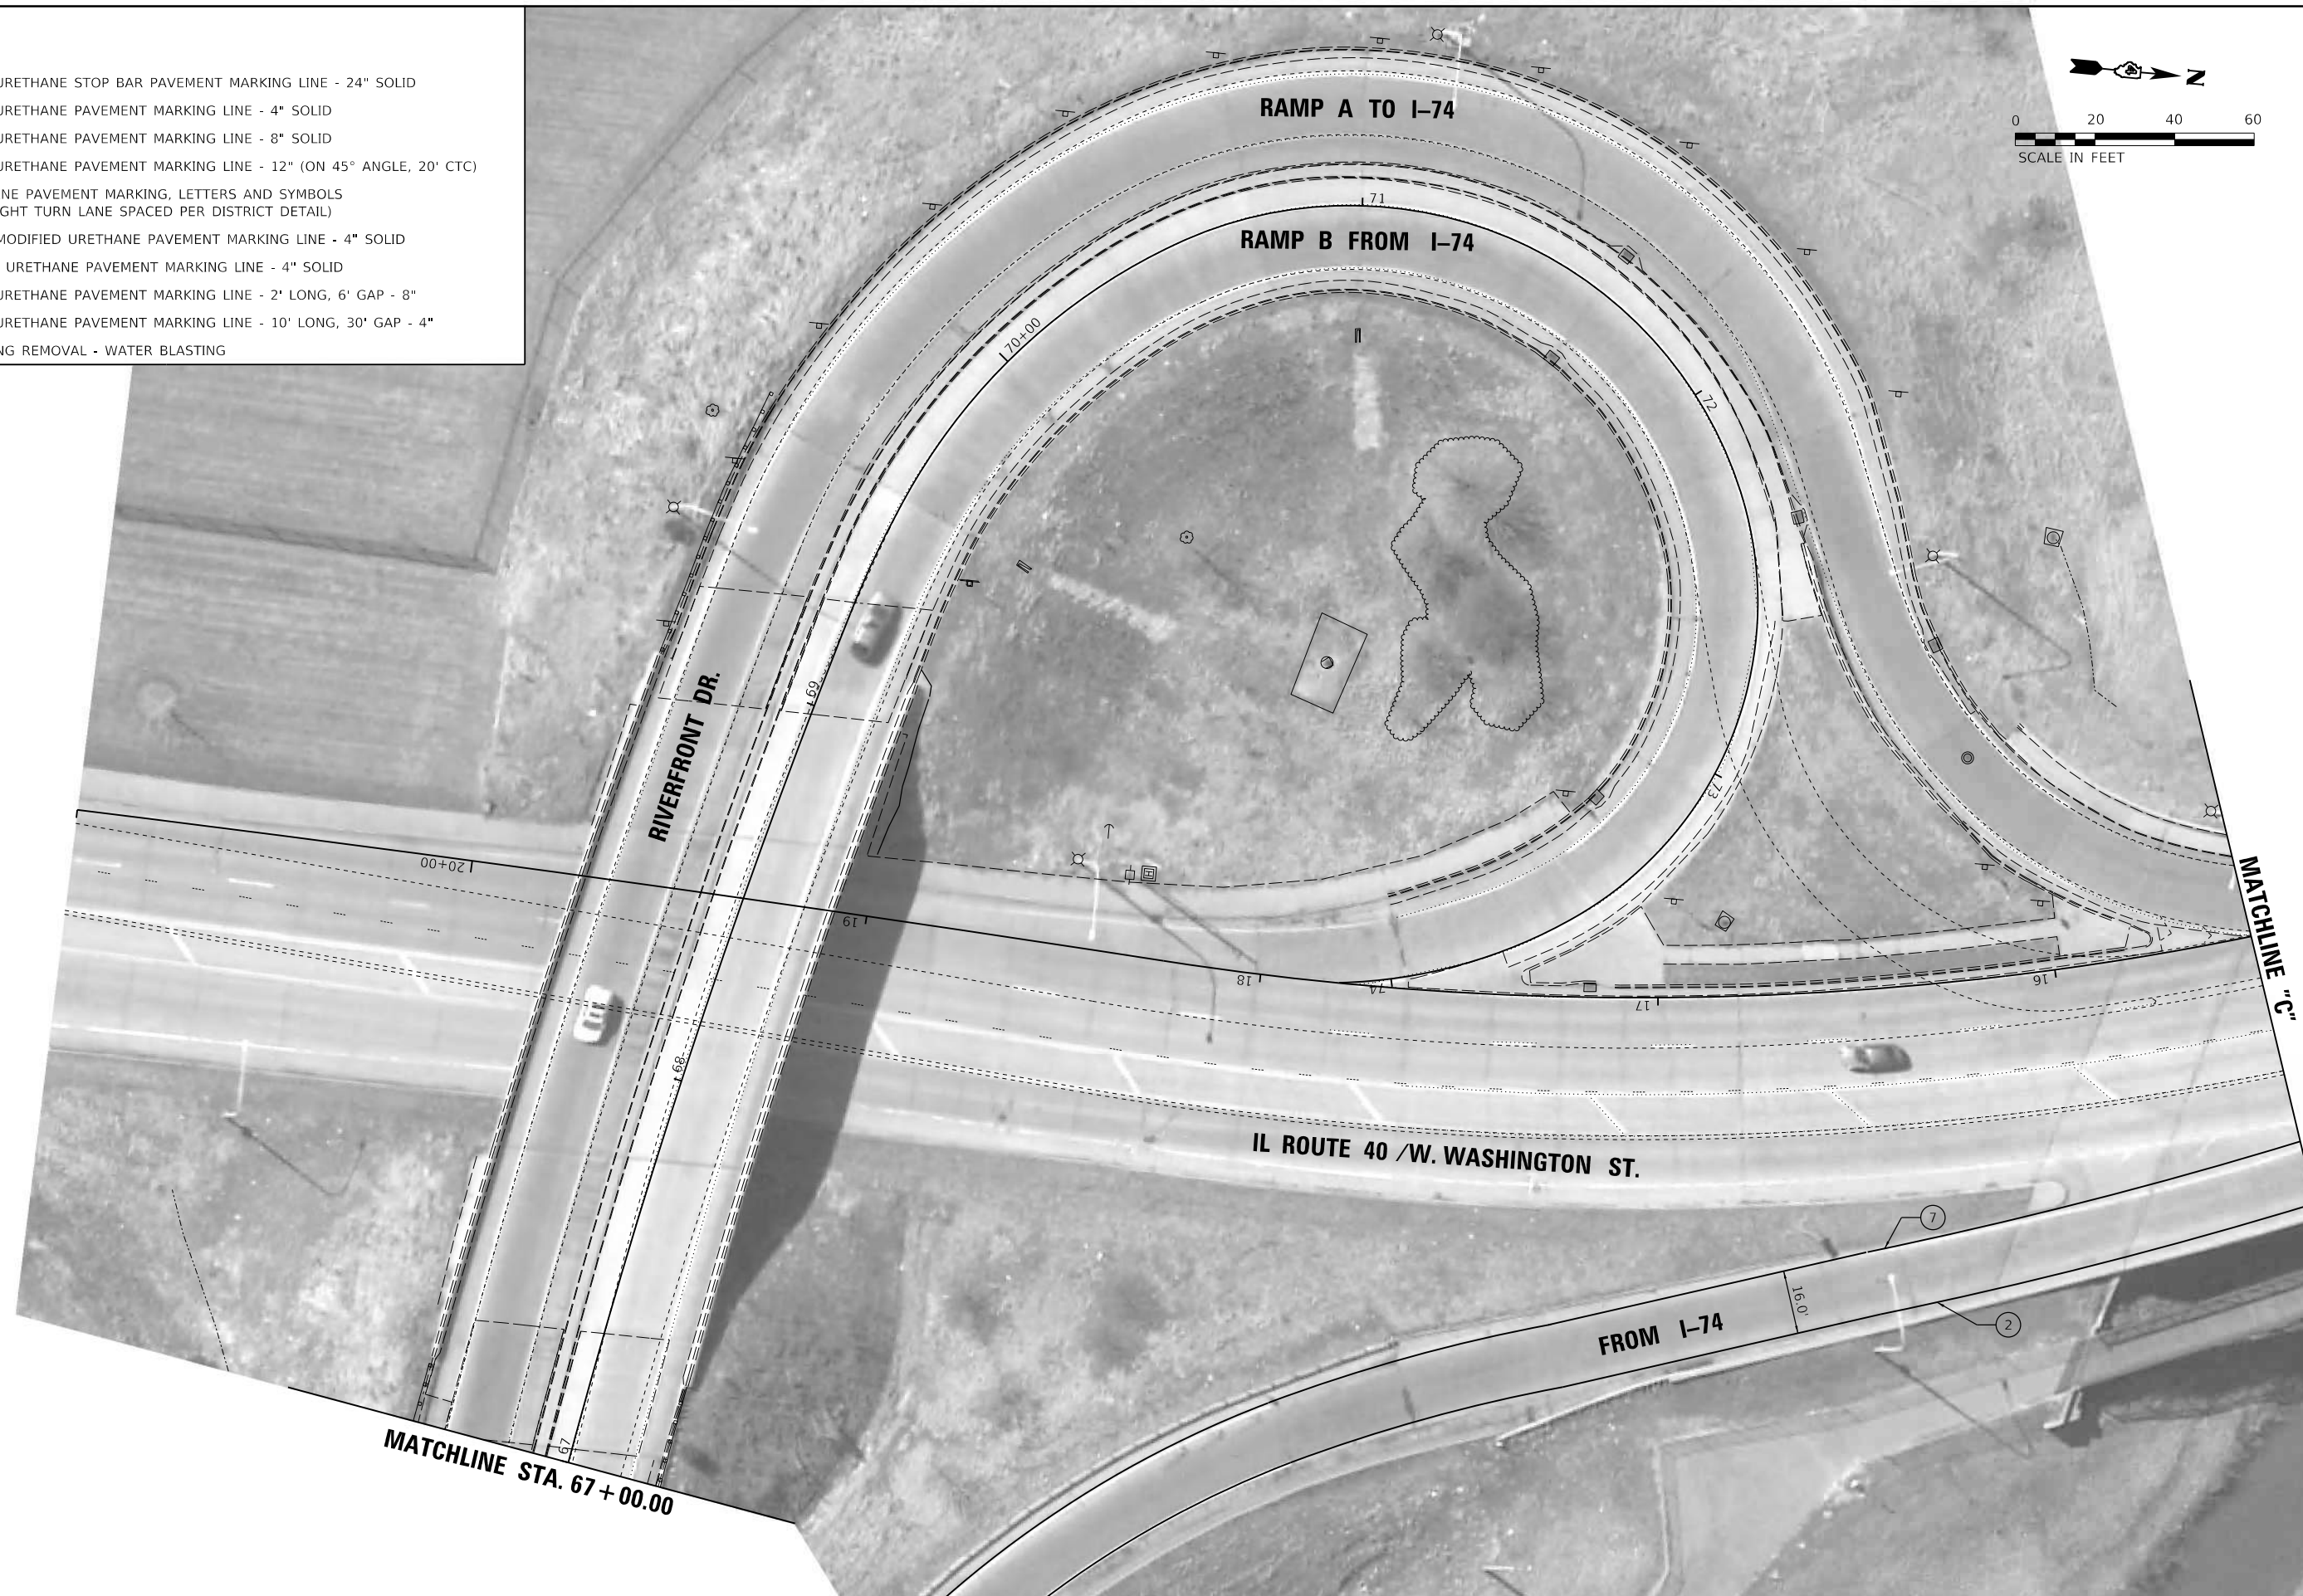 URETHANE STOP BAR PAVEMENT MARKING LINE - 24" SOLID
URETHANE PAVEMENT MARKING LINE - 4" SOLID
URETHANE PAVEMENT MARKING LINE - 8" SOLID
URETHANE PAVEMENT MARKING LINE - 12" (ON 45° ANGLE, 20' CTC)
NE PAVEMENT MARKING, LETTERS AND SYMBOLS
GHT TURN LANE SPACED PER DISTRICT DETAIL)
MODIFIED URETHANE PAVEMENT MARKING LINE - 4" SOLID
URETHANE PAVEMENT MARKING LINE - 4" SOLID
URETHANE PAVEMENT MARKING LINE - 2' LONG, 6' GAP - 8"
URETHANE PAVEMENT MARKING LINE - 10' LONG, 30' GAP - 4"
NG REMOVAL - WATER BLASTING
N
0 20 40 60
SCALE IN FEET
RAMP A TO I-74
71
RAMP B FROM I-74
70+00
72
69
RIVERFRONT DR.
73
20+00
19
18
74
17
16
MATCHLINE "C"
68
IL ROUTE 40 /W. WASHINGTON ST.
7
16.0'
2
FROM I-74
67
MATCHLINE STA. 67+00.00